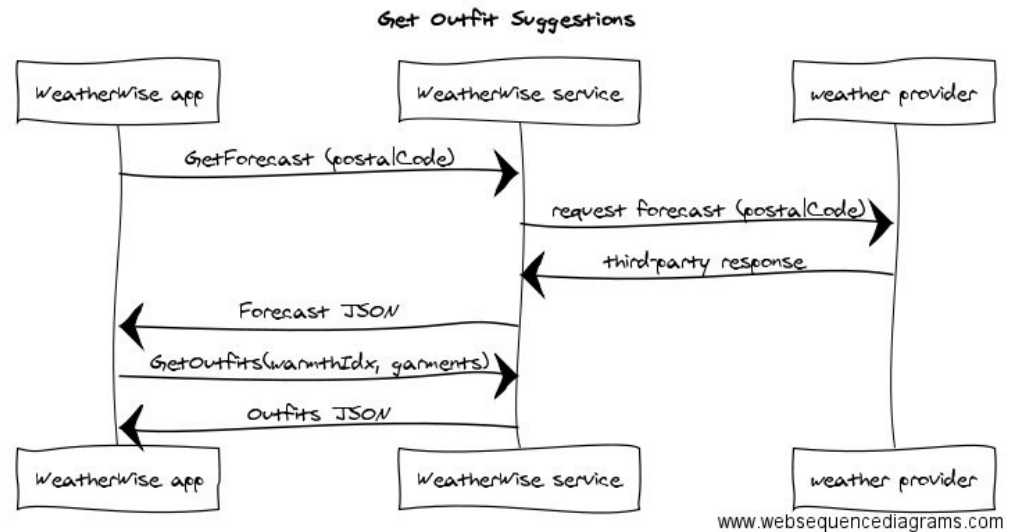 Get Outfit Suggestions
WeatherWise app
WeatherWise service
weather provider
GetForecast (postalCode)
request forecast (postalCode)
third-party response
Forecast JSON
GetOutfits(warmthIdx, garments)
Outfits JSON
WeatherWise app
WeatherWise service
weather provider
www.websequencediagrams.com